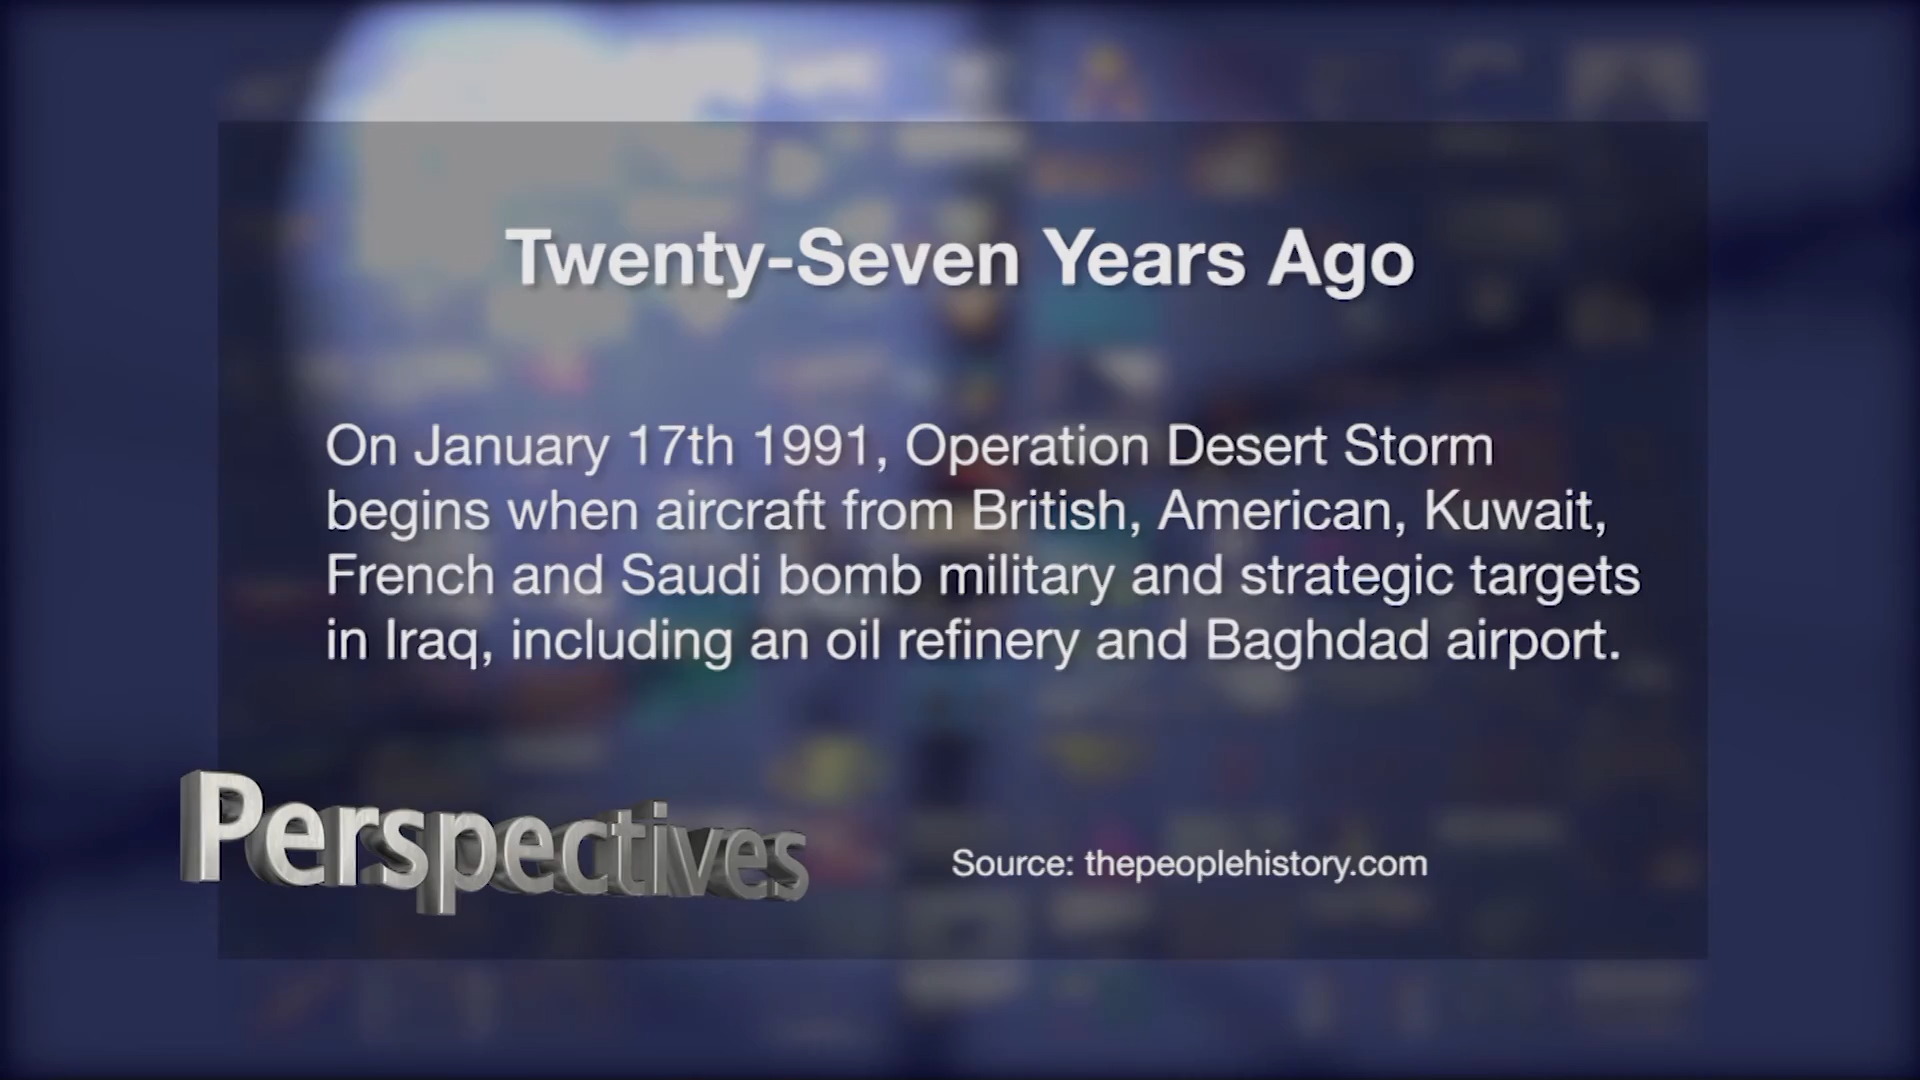 Twenty-Seven Years Ago
On January 17th 1991, Operation Desert Storm
begins when aircraft from British, American, Kuwait,
French and Saudi bomb military and strategic targets
in Iraq, including an oil refinery and Baghdad airport.
Perspectives
Source: thepeoplehistory.com